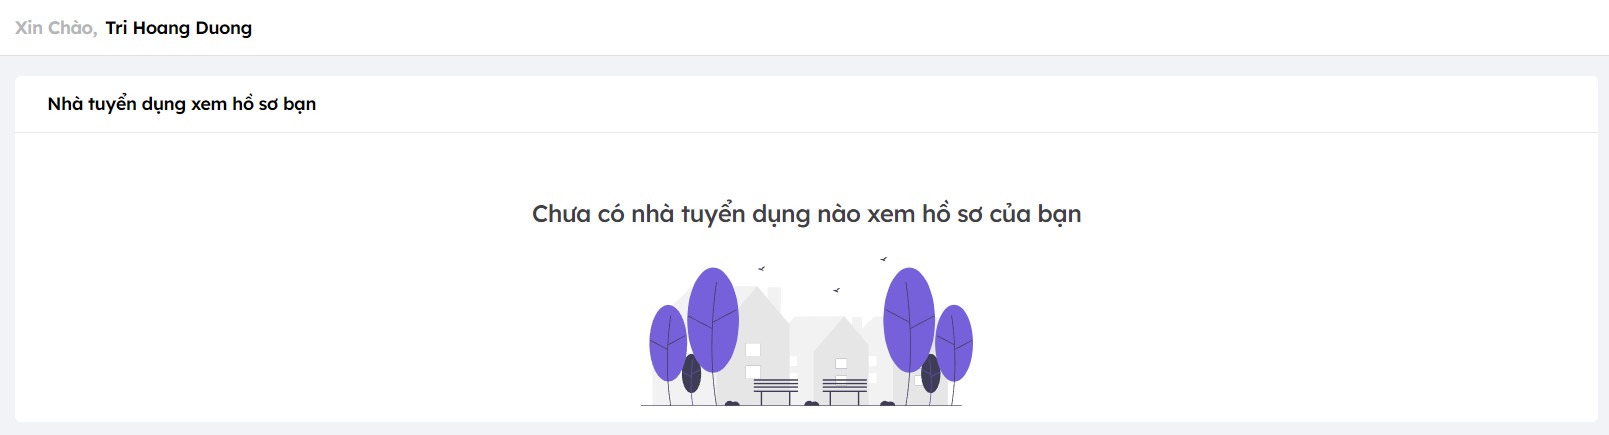 Xin Chào, Tri Hoang Duong
Nhà tuyển dụng xem hồ sơ bạn
Chưa có nhà tuyển dụng nào xem hồ sơ của bạn